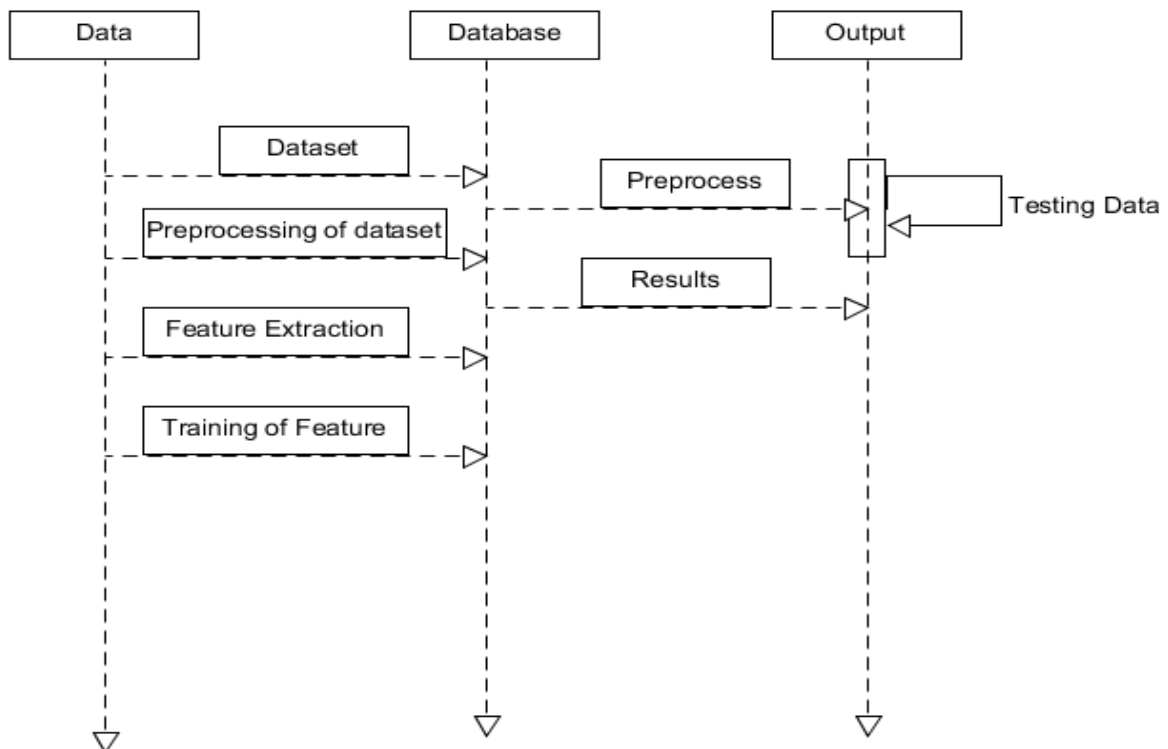 Data
Database
Output
Dataset
Preprocess
Testing Data
Preprocessing of dataset
Results
Feature Extraction
Training of Feature